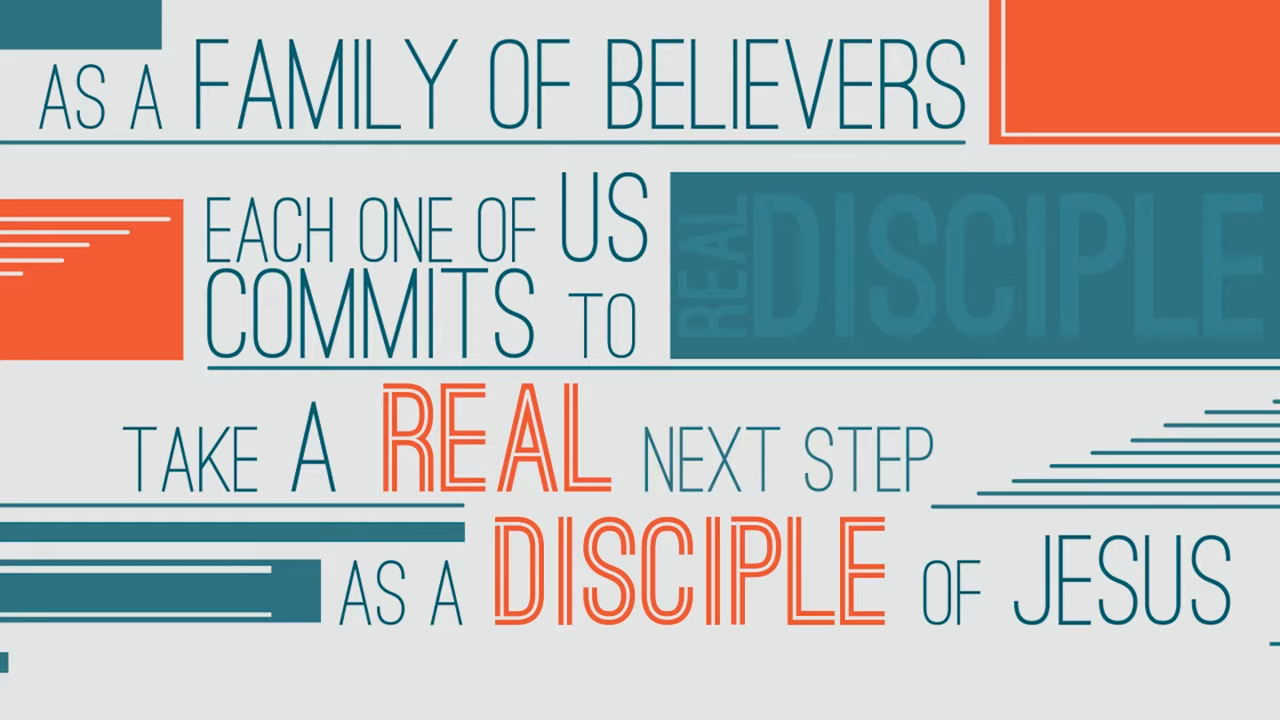 AS A FAMILY OF BELIEVERS
EACH ONE OF US
COMMITS TO
REAL DISCIPLE
TAKE A REAL NEXT STEP
AS A DISCIPLE OF JESUS